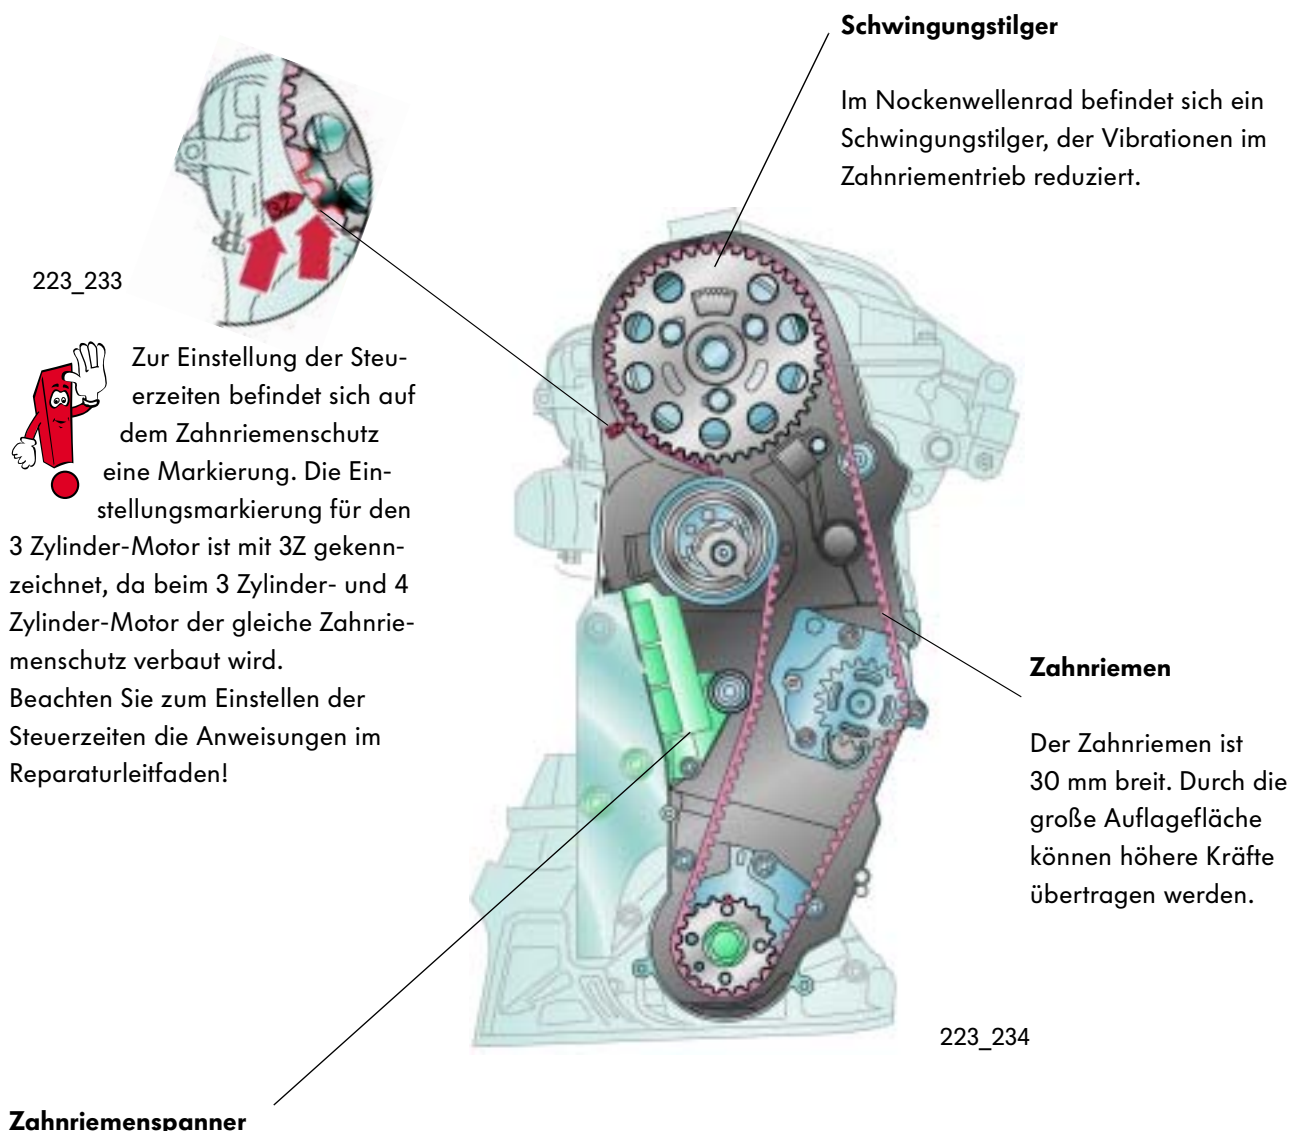 Schwingungstilger
Im Nockenwellenrad befindet sich ein
Schwingungstilger, der Vibrationen im
Zahnriementrieb reduziert.
3Z
223_233
Zur Einstellung der Steu-
erzeiten befindet sich auf
dem Zahnriemenschutz
eine Markierung. Die Ein-
stellungsmarkierung für den
3 Zylinder-Motor ist mit 3Z gekenn-
zeichnet, da beim 3 Zylinder- und 4
Zylinder-Motor der gleiche Zahnrie-
menschutz verbaut wird.
Beachten Sie zum Einstellen der
Steuerzeiten die Anweisungen im
Reparaturleitfaden!
Zahnriemen
Der Zahnriemen ist
30 mm breit. Durch die
große Auflagefläche
können höhere Kräfte
übertragen werden.
223_234
Zahnriemenspanner